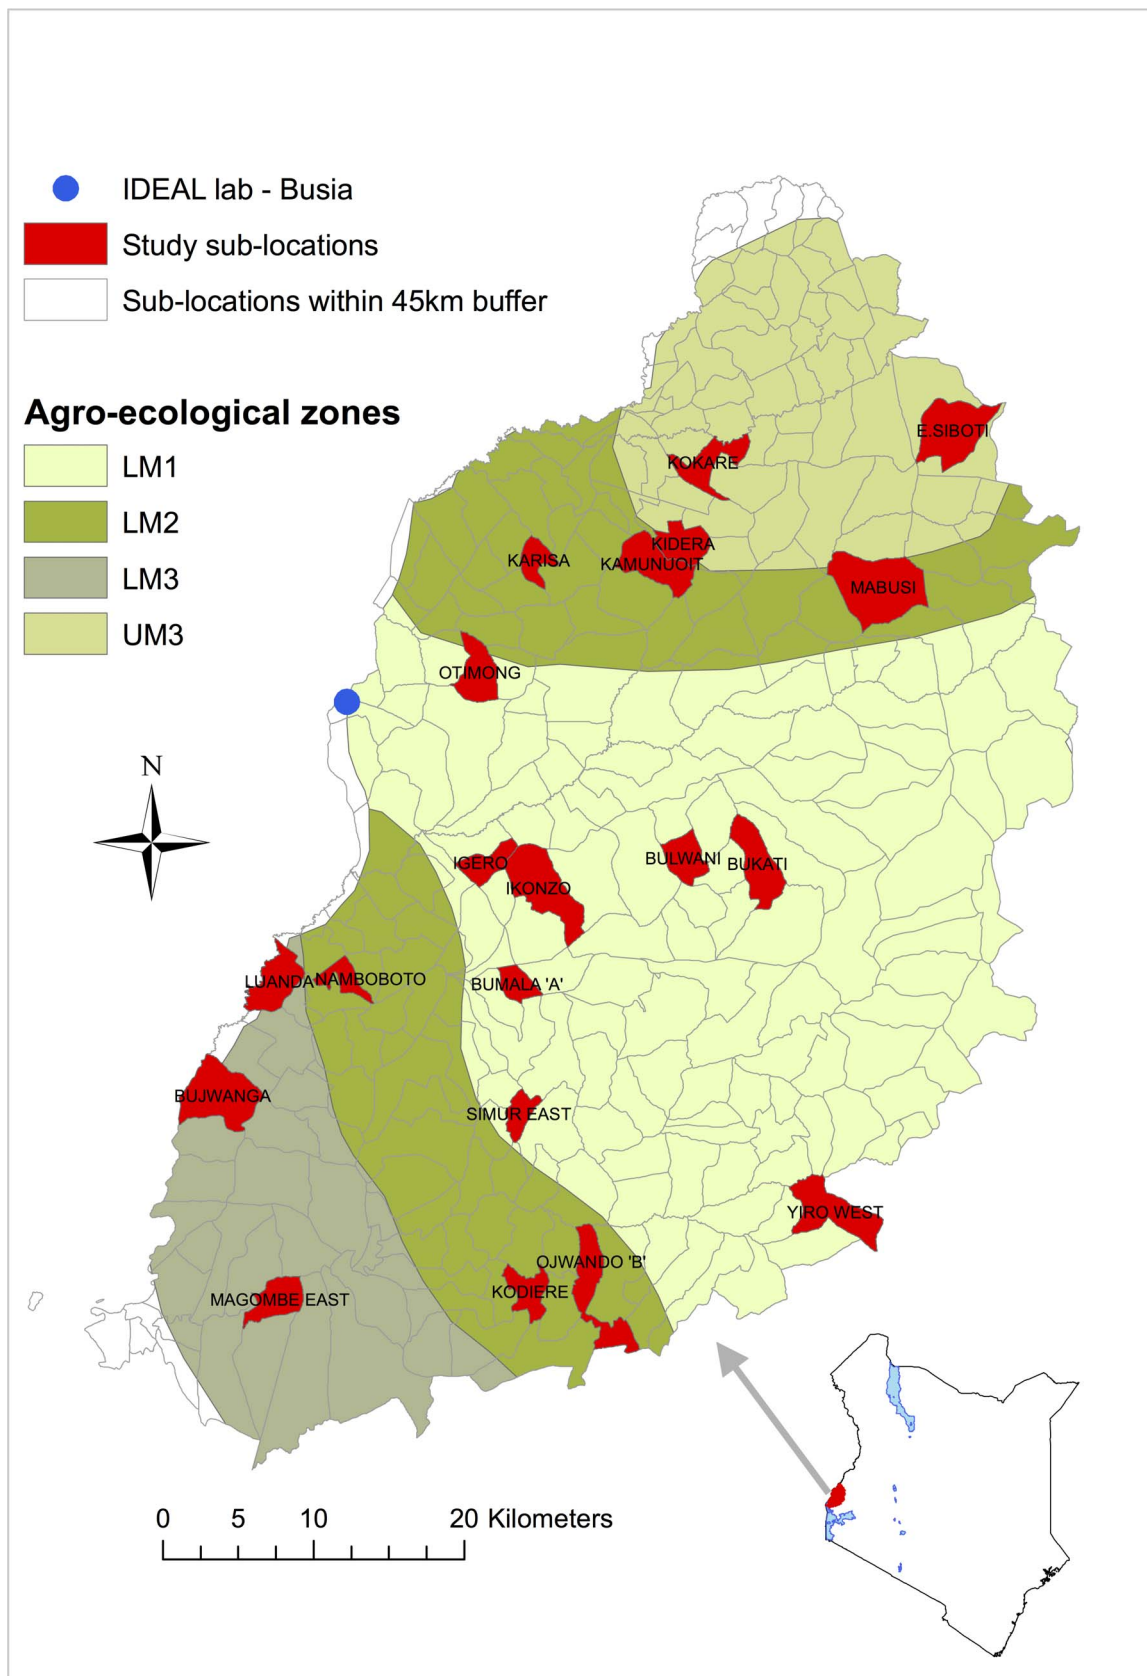 IDEAL lab - Busia
Study sub-locations
Sub-locations within 45km buffer
Agro-ecological zones
LM1
LM2
LM3
UM3
E.SIBOTI
KOKARE
KIDERA
KARISA
KAMUNUOIT
MABUSI
OTIMONG
N
IGERO
BULWANI
BUKATI
IKONZO
LUANDA
NAMBOBOTO
BUMALA 'A'
BUJWANGA
SIMUR EAST
YIRO WEST
OJWANDO 'B'
KODIERE
MAGOMBE EAST
0 5 10 20 Kilometers